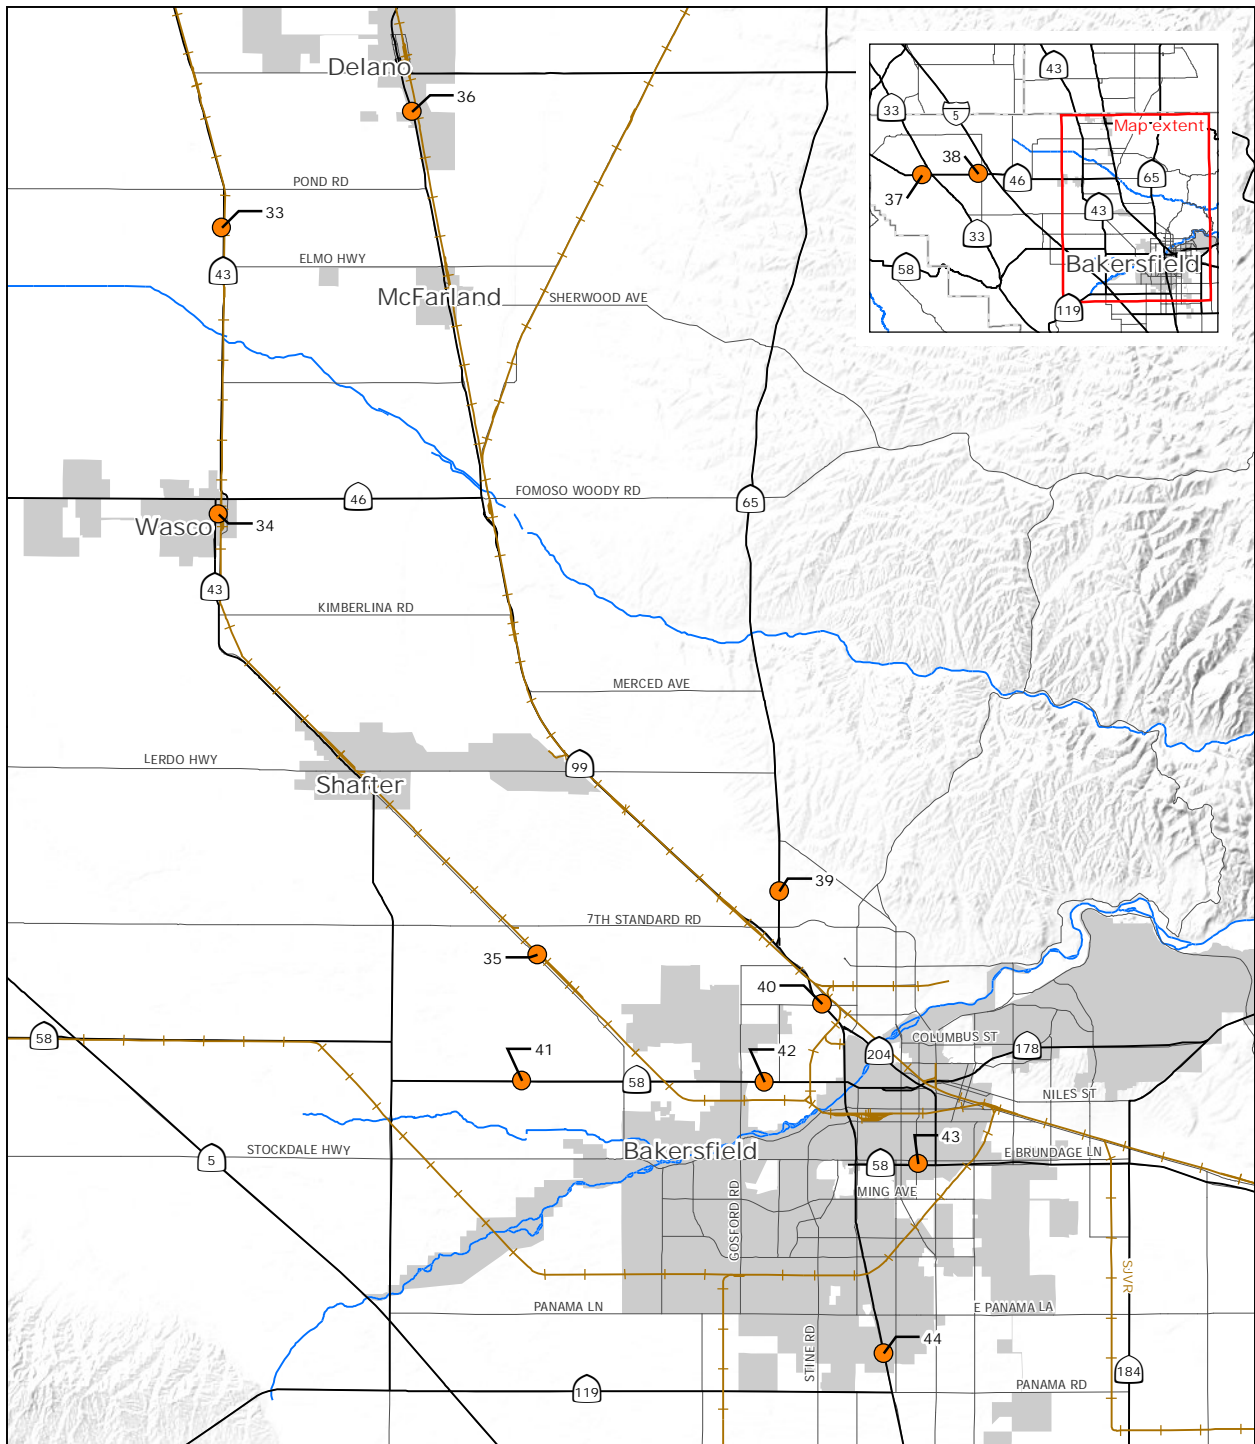 Delano
36
43
33
5
Map extent
38
46
65
37
43
33
58
Bakersfield
119
POND RD
33
43
ELMO HWY
McFarland
SHERWOOD AVE
46
FOMOSO WOODY RD
65
Wasco
34
43
KIMBERLINA RD
MERCED AVE
LERDO HWY
99
Shafter
39
7TH STANDARD RD
35
40
58
COLUMBUS ST
178
204
41
42
58
NILES ST
43
STOCKDALE HWY
5
Bakersfield
E BRUNDAGE LN
58
MING AVE
GOSFORD RD
SJVR
PANAMA LN
E PANAMA LA
STINE RD
44
184
119
PANAMA RD